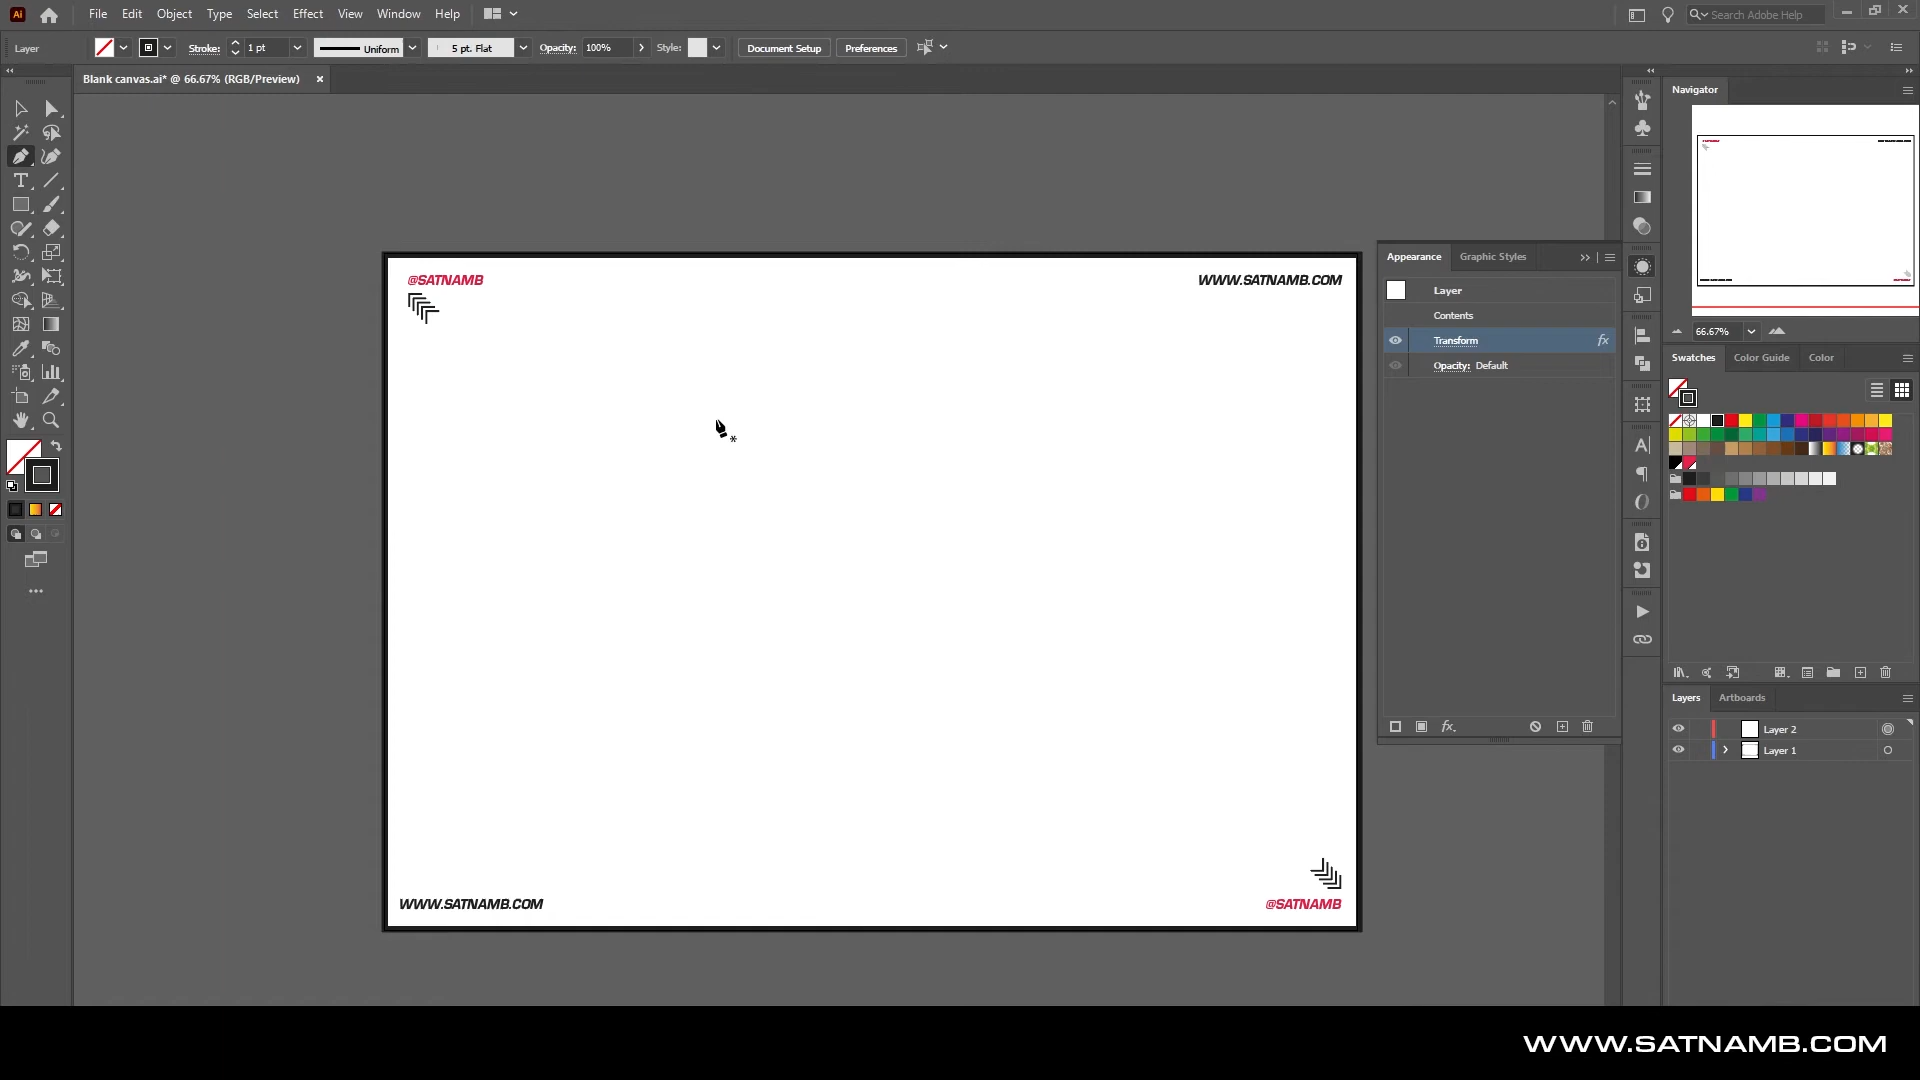 Ai File Edit Object Type Select Effect View Window Help Search Adobe Help
Layer Stroke: 1 pt Uniform 5 pt. Flat Opacity: 100% Style: Document Setup Preferences
Blank canvas.ai* @ 66.67% (RGB/Preview)
Navigator
@SATNAMB WWW.SATNAMB.COM
Appearance Graphic Styles
Layer
Contents
Transform fx
Opacity: Default
fx
66.67%
Swatches Color Guide Color
Layers Artboards
Layer 2
Layer 1
WWW.SATNAMB.COM @SATNAMB
WWW.SATNAMB.COM